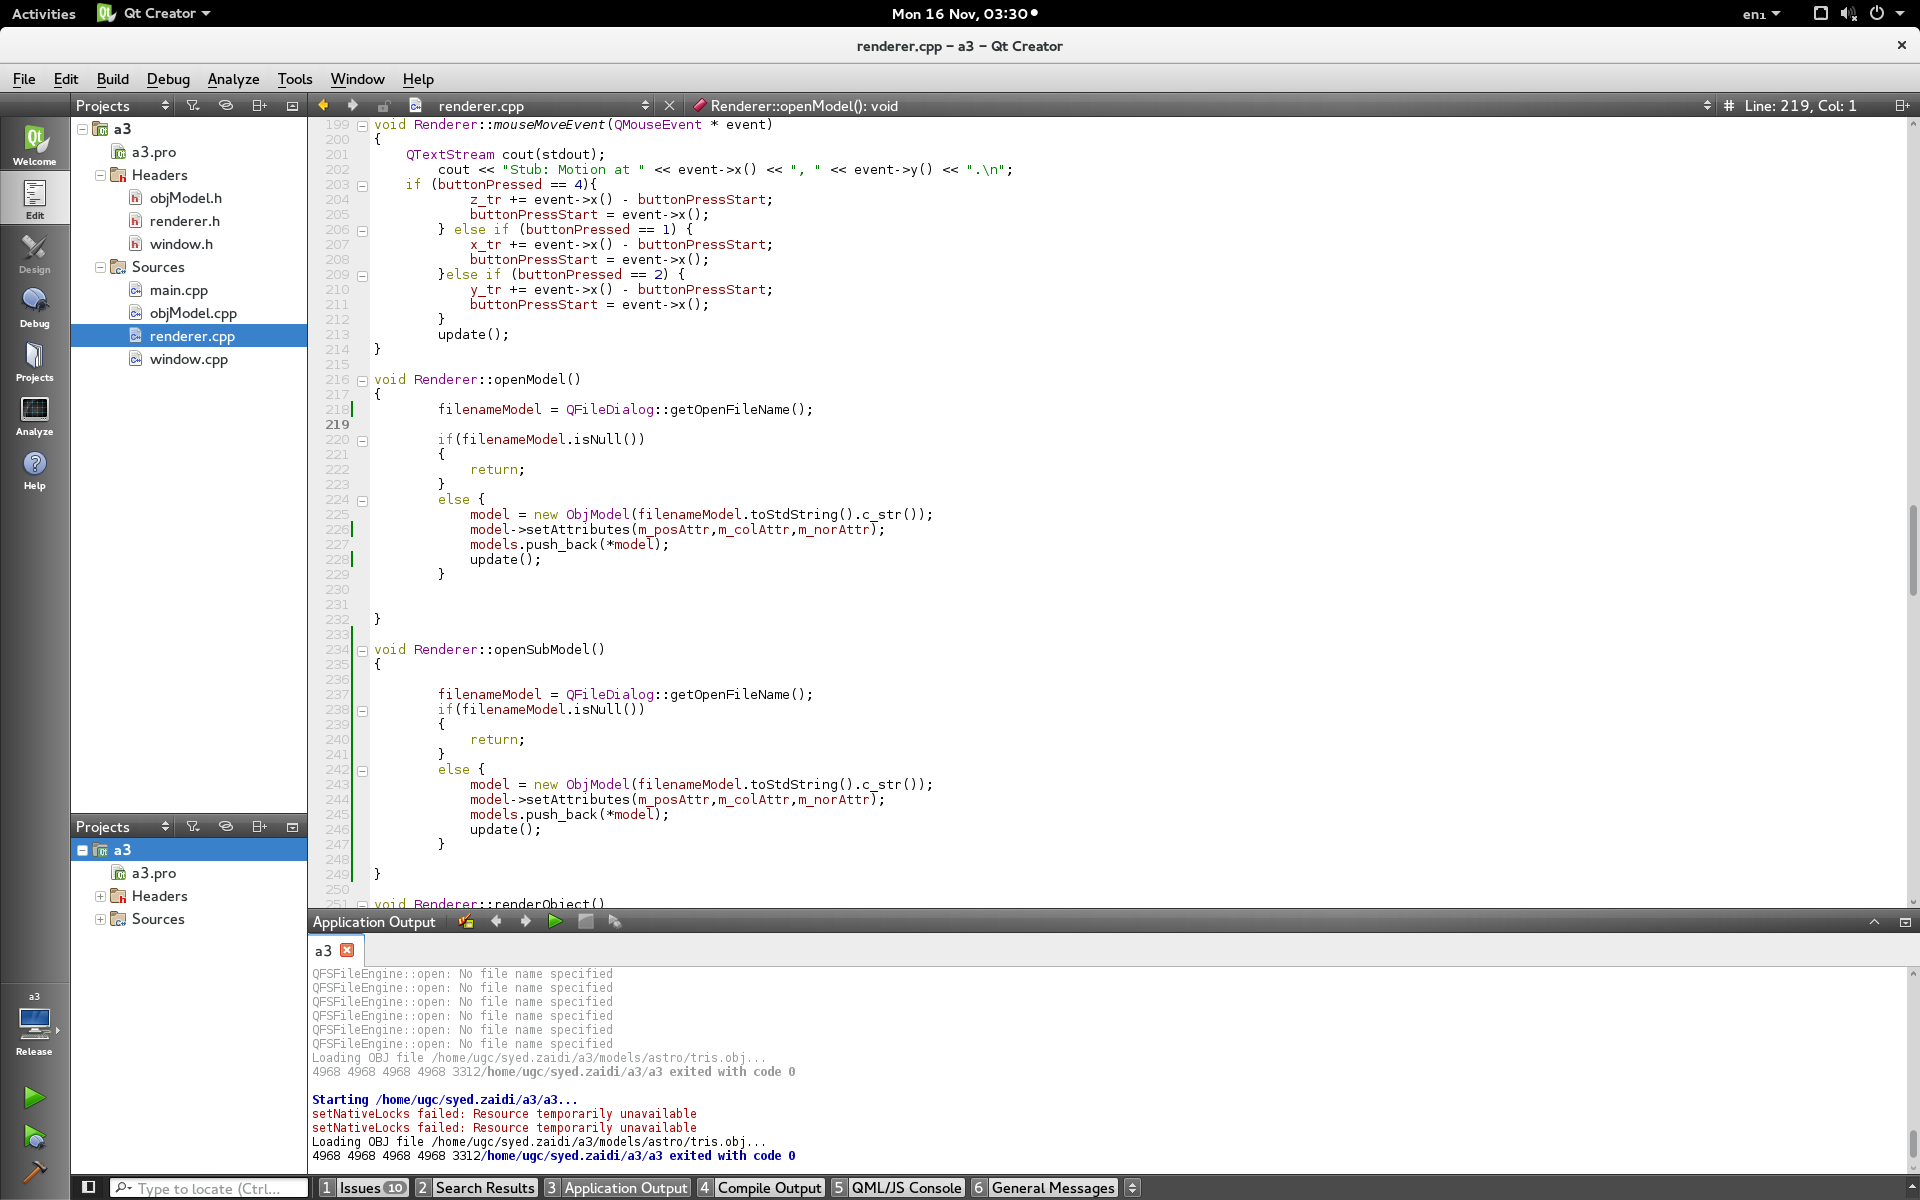 Activities Qt Creator Mon 16 Nov, 03:30 en1
renderer.cpp - a3 - Qt Creator
File Edit Build Debug Analyze Tools Window Help
Projects renderer.cpp Renderer::openModel(): void # Line: 219, Col: 1
Welcome
Edit
Design
Debug
Projects
Analyze
Help
a3
Release
a3
a3.pro
Headers
objModel.h
renderer.h
window.h
Sources
main.cpp
objModel.cpp
renderer.cpp
window.cpp
Projects
a3
a3.pro
Headers
Sources
199 void Renderer::mouseMoveEvent(QMouseEvent * event)
200 {
201 QTextStream cout(stdout);
202 cout << "Stub: Motion at " << event->x() << ", " << event->y() << ".\n";
203 if (buttonPressed == 4){
204 z_tr += event->x() - buttonPressStart;
205 buttonPressStart = event->x();
206 } else if (buttonPressed == 1) {
207 x_tr += event->x() - buttonPressStart;
208 buttonPressStart = event->x();
209 }else if (buttonPressed == 2) {
210 y_tr += event->x() - buttonPressStart;
211 buttonPressStart = event->x();
212 }
213 update();
214 }
215
216 void Renderer::openModel()
217 {
218 filenameModel = QFileDialog::getOpenFileName();
219
220 if(filenameModel.isNull())
221 {
222 return;
223 }
224 else {
225 model = new ObjModel(filenameModel.toStdString().c_str());
226 model->setAttributes(m_posAttr,m_colAttr,m_norAttr);
227 models.push_back(*model);
228 update();
229 }
230
231
232 }
233
234 void Renderer::openSubModel()
235 {
236
237 filenameModel = QFileDialog::getOpenFileName();
238 if(filenameModel.isNull())
239 {
240 return;
241 }
242 else {
243 model = new ObjModel(filenameModel.toStdString().c_str());
244 model->setAttributes(m_posAttr,m_colAttr,m_norAttr);
245 models.push_back(*model);
246 update();
247 }
248
249 }
250
251 void Renderer::renderObject()
Application Output
a3
QFSFileEngine::open: No file name specified
QFSFileEngine::open: No file name specified
QFSFileEngine::open: No file name specified
QFSFileEngine::open: No file name specified
QFSFileEngine::open: No file name specified
QFSFileEngine::open: No file name specified
Loading OBJ file /home/ugc/syed.zaidi/a3/models/astro/tris.obj...
4968 4968 4968 4968 3312/home/ugc/syed.zaidi/a3/a3 exited with code 0

Starting /home/ugc/syed.zaidi/a3/a3...
setNativeLocks failed: Resource temporarily unavailable
setNativeLocks failed: Resource temporarily unavailable
Loading OBJ file /home/ugc/syed.zaidi/a3/models/astro/tris.obj...
4968 4968 4968 4968 3312/home/ugc/syed.zaidi/a3/a3 exited with code 0
Type to locate (Ctrl... 1 Issues 10 2 Search Results 3 Application Output 4 Compile Output 5 QML/JS Console 6 General Messages